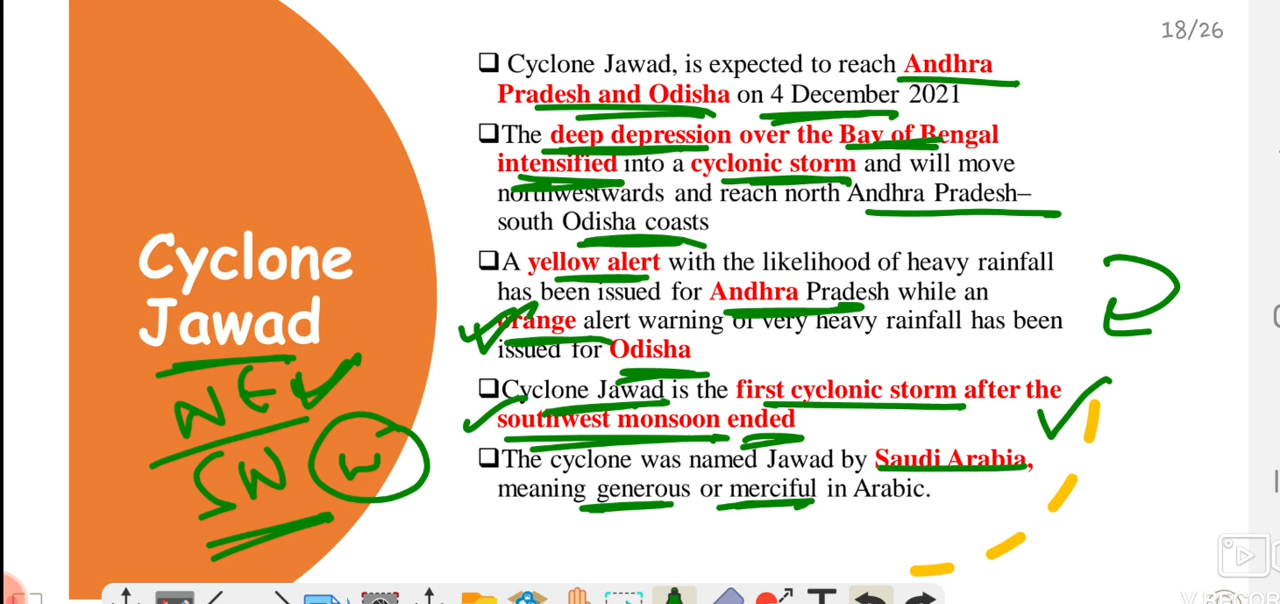 18/26
Cyclone Jawad, is expected to reach Andhra
Pradesh and Odisha on 4 December 2021
The deep depression over the Bay of Bengal
intensified into a cyclonic storm and will move
northwestwards and reach north Andhra Pradesh–
south Odisha coasts
A yellow alert with the likelihood of heavy rainfall
has been issued for Andhra Pradesh while an
orange alert warning of very heavy rainfall has been
issued for Odisha
Cyclone Jawad is the first cyclonic storm after the
southwest monsoon ended
The cyclone was named Jawad by Saudi Arabia,
meaning generous or merciful in Arabic.
Cyclone
Jawad
NE
SW